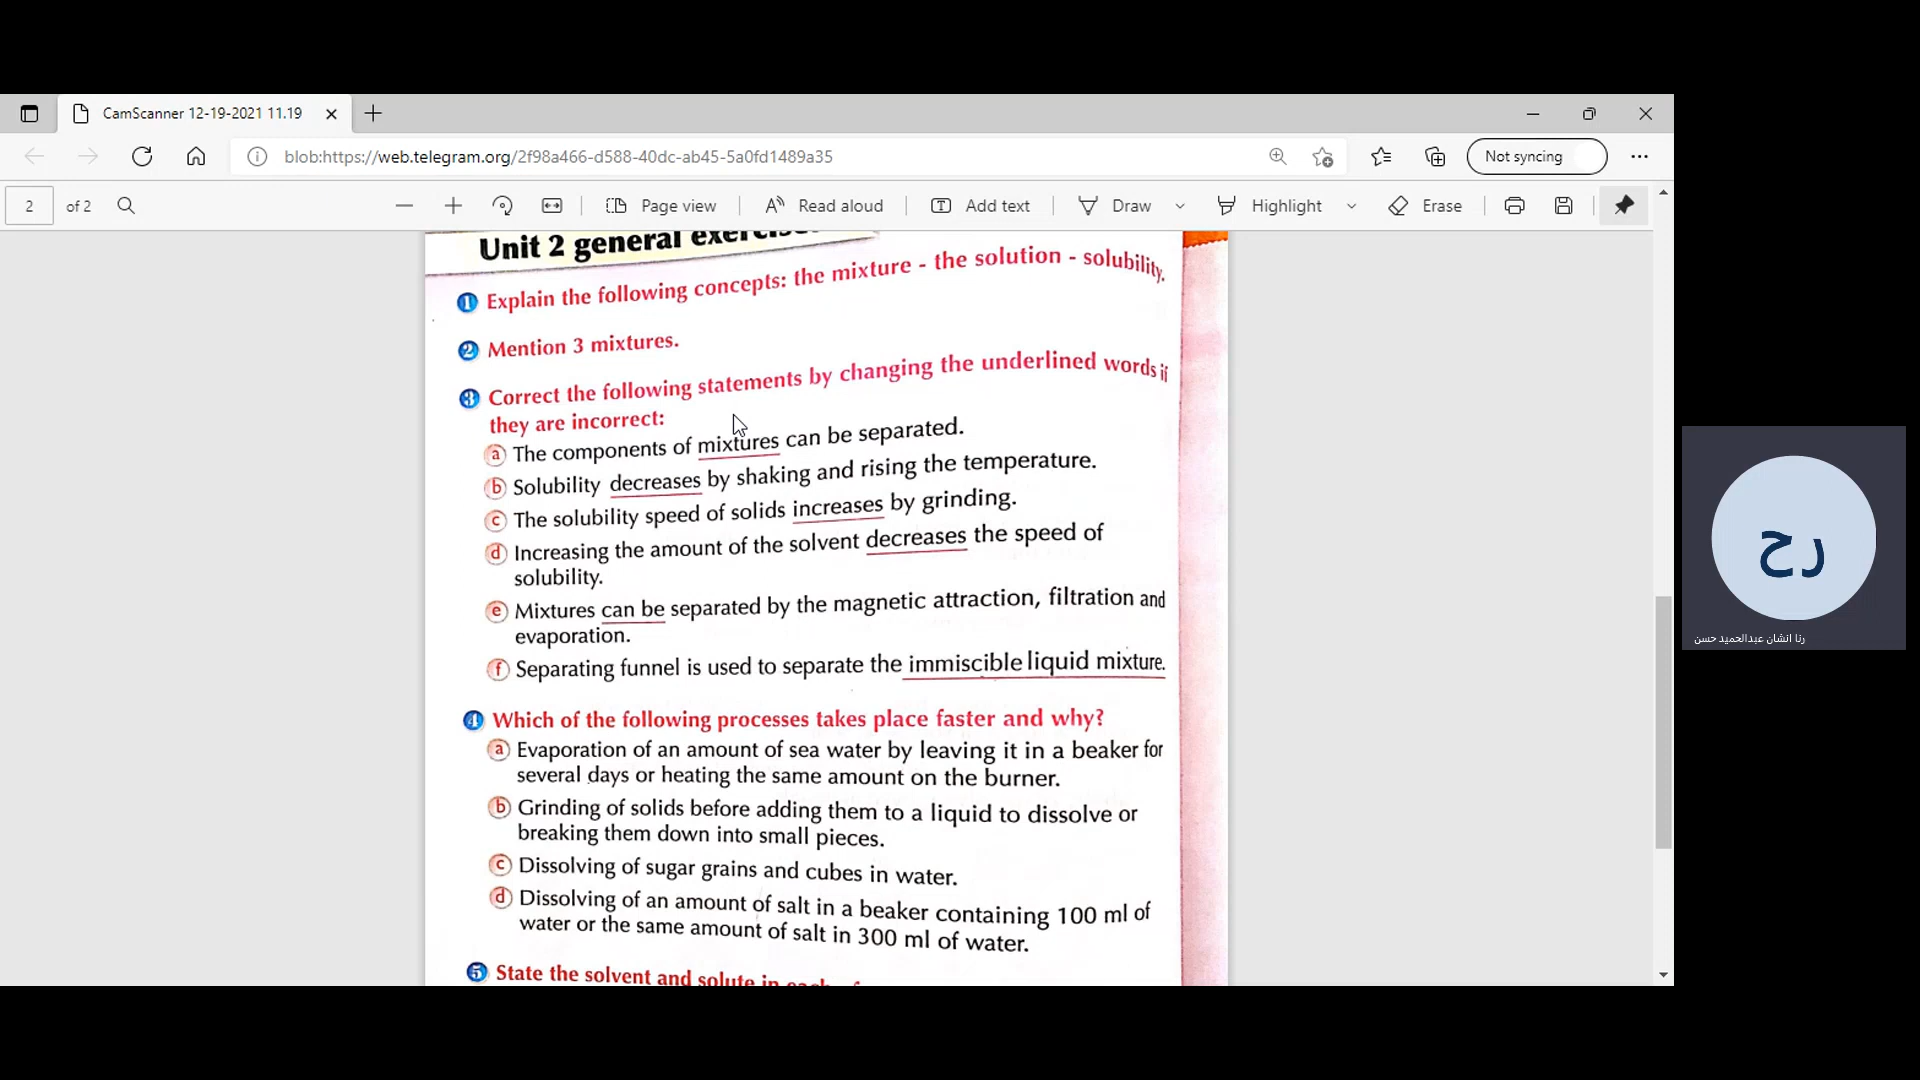 CamScanner 12-19-2021 11.19
blob:https://web.telegram.org/2f98a466-d588-40dc-ab45-5a0fd1489a35
Not syncing
2 of 2
Page view
Read aloud
Add text
Draw
Highlight
Erase
Unit 2 general exercises
1 Explain the following concepts: the mixture - the solution - solubility.
2 Mention 3 mixtures.
3 Correct the following statements by changing the underlined words if
they are incorrect:
a The components of mixtures can be separated.
b Solubility decreases by shaking and rising the temperature.
c The solubility speed of solids increases by grinding.
d Increasing the amount of the solvent decreases the speed of
solubility.
e Mixtures can be separated by the magnetic attraction, filtration and
evaporation.
f Separating funnel is used to separate the immiscible liquid mixture.
4 Which of the following processes takes place faster and why?
a Evaporation of an amount of sea water by leaving it in a beaker for
several days or heating the same amount on the burner.
b Grinding of solids before adding them to a liquid to dissolve or
breaking them down into small pieces.
c Dissolving of sugar grains and cubes in water.
d Dissolving of an amount of salt in a beaker containing 100 ml of
water or the same amount of salt in 300 ml of water.
5 State the solvent and solute in each of
رح
رنا انشان عبدالحميد حسن